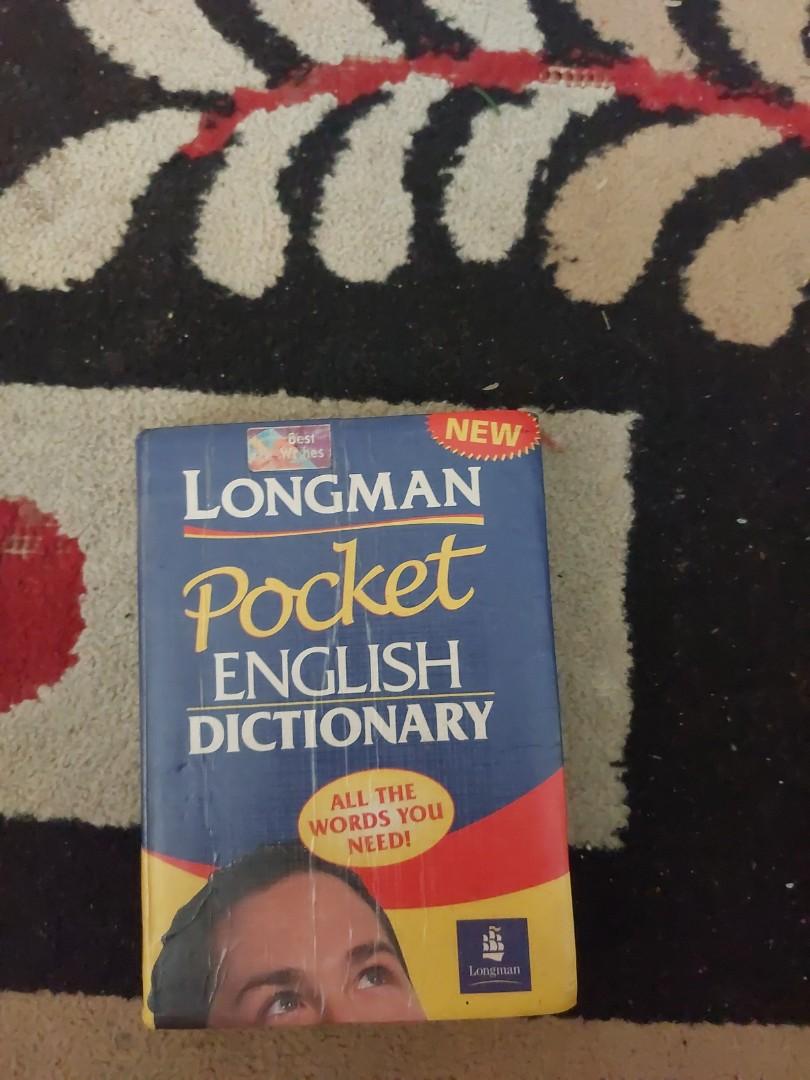 Best
Wishes
NEW
LONGMAN
Pocket
ENGLISH
DICTIONARY
ALL THE
WORDS YOU
NEED!
Longman